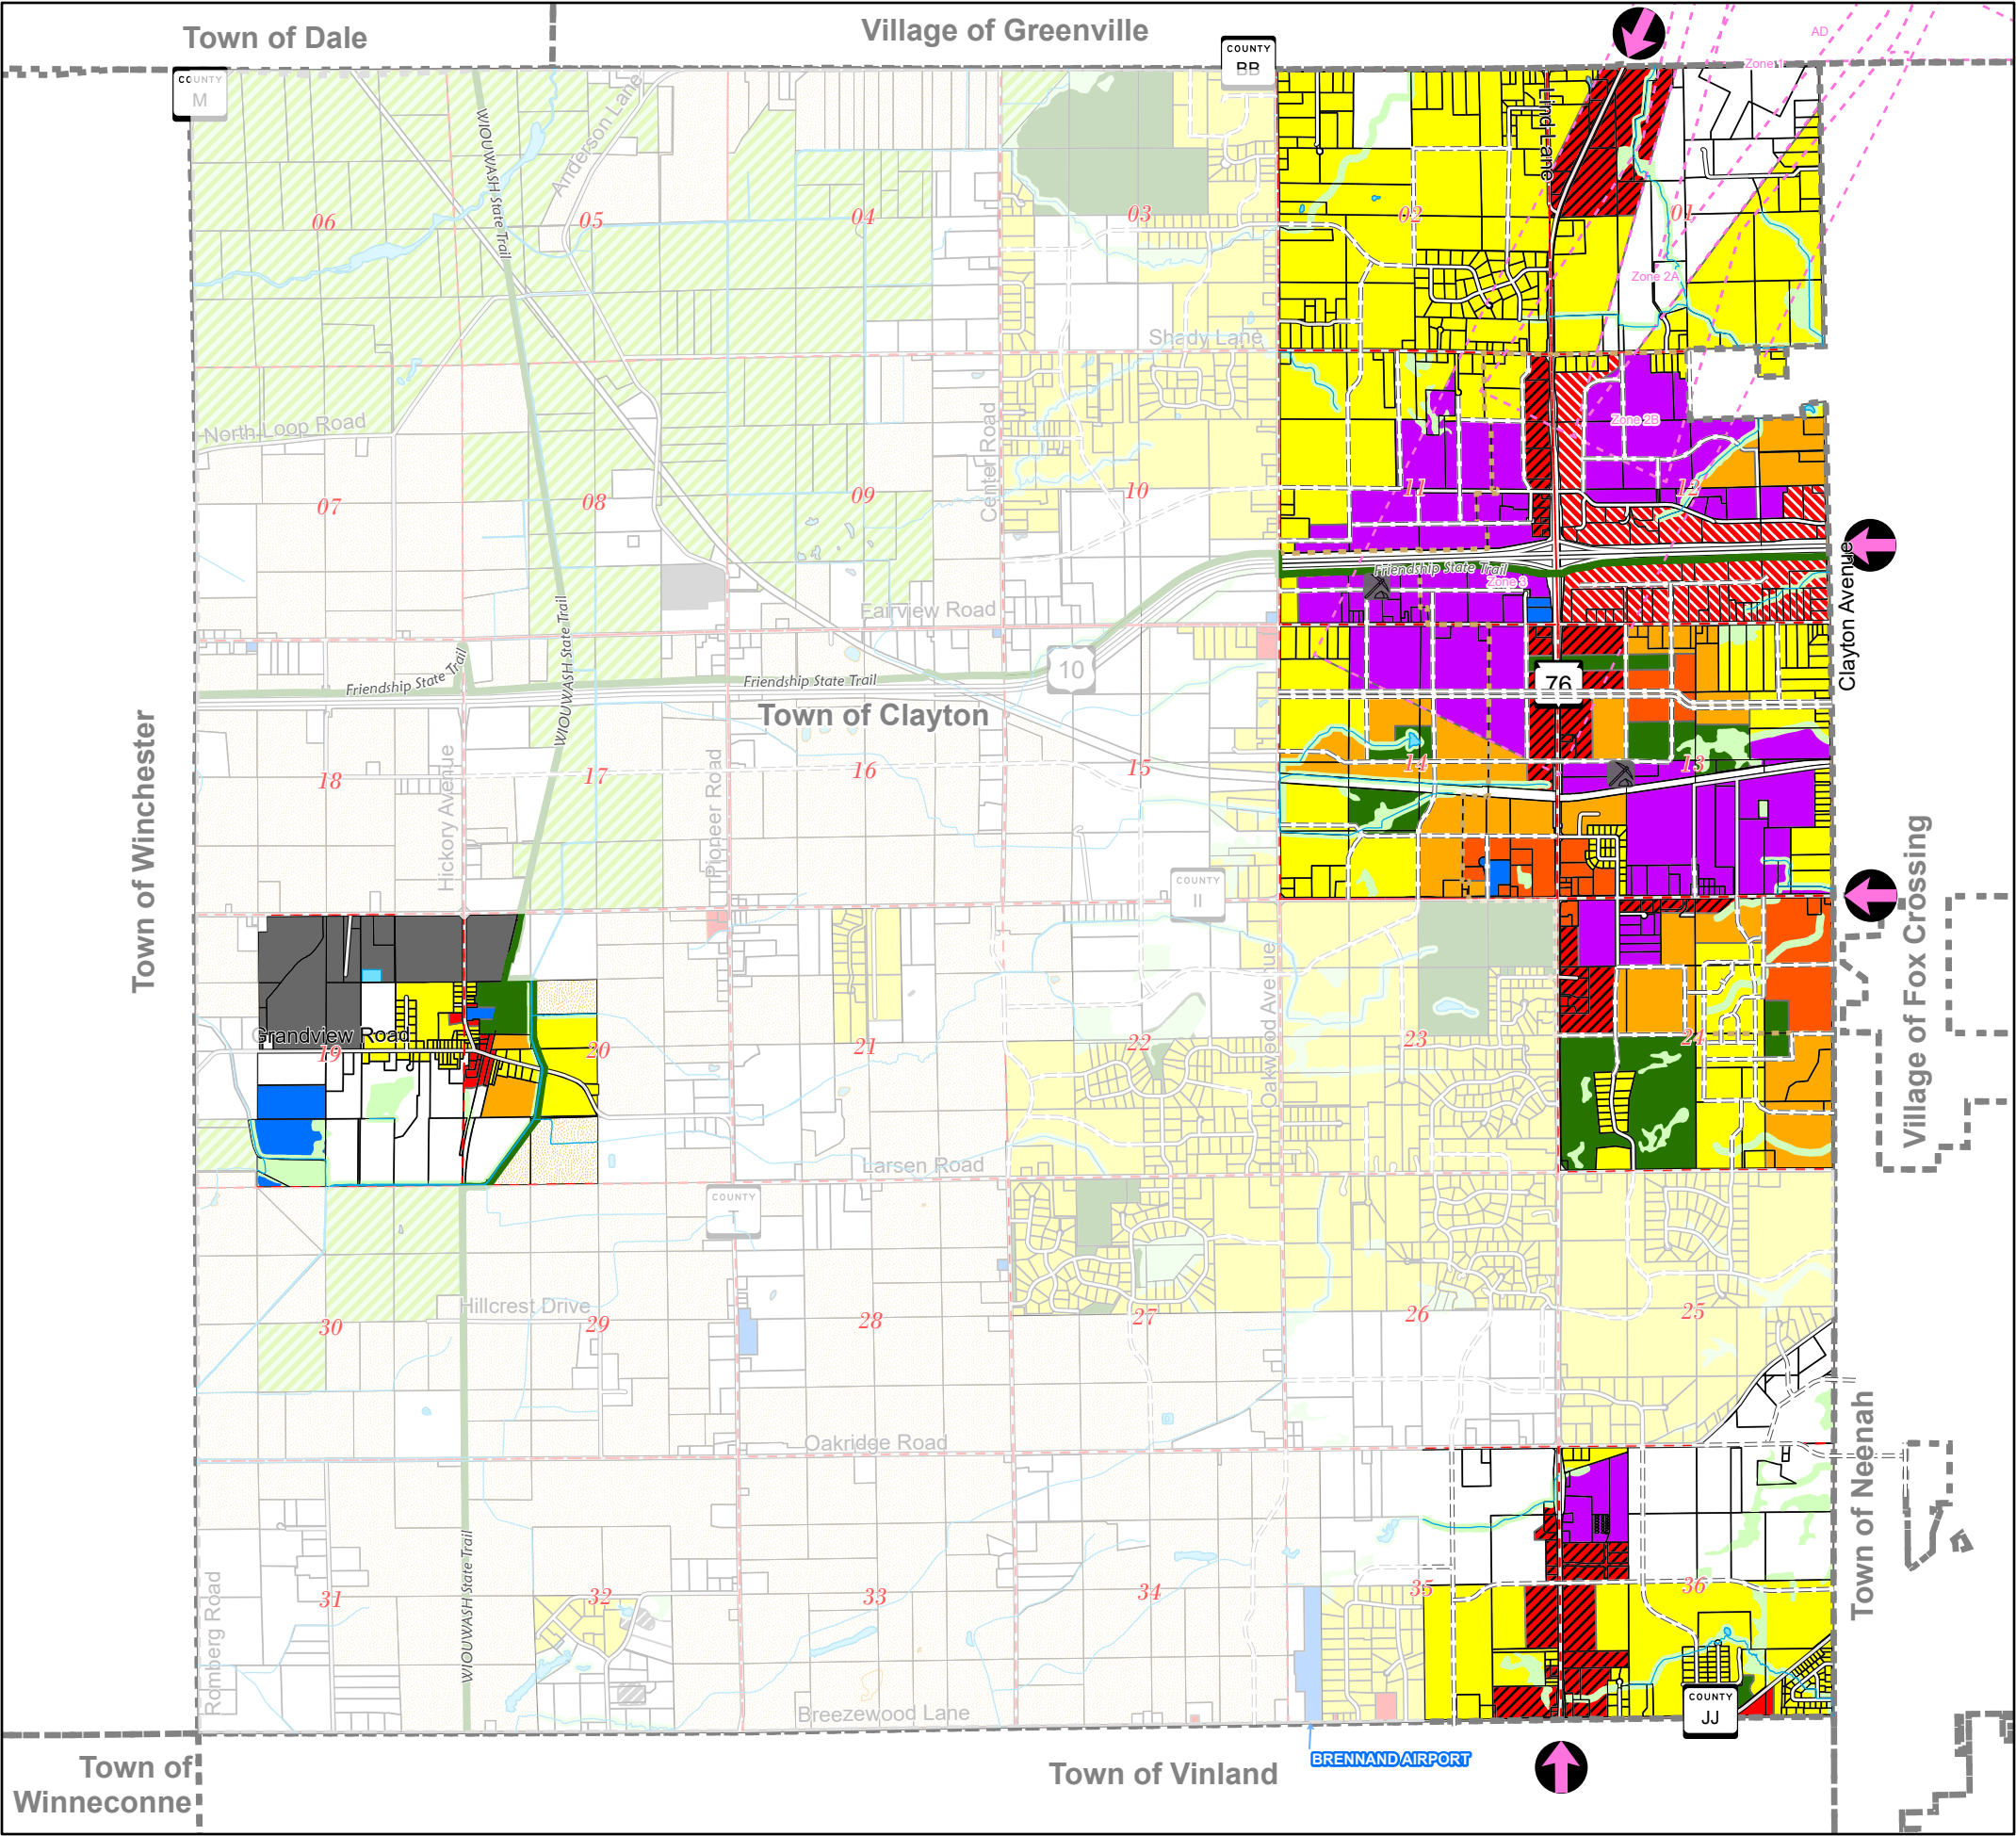 Town of Dale
Village of Greenville
AD
COUNTY
BB
COUNTY
M
Zone 1
Lind Lane
WIOUWASH State Trail
Anderson Lane
06
05
04
03
02
01
Zone 2A
Shady Lane
North Loop Road
Center Road
Zone 2B
07
08
09
10
11
12
Friendship State Trail
Zone 3
Clayton Avenue
Fairview Road
WIOUWASH State Trail
Friendship State Trail
Friendship State Trail
10
76
Town of Clayton
Town of Winchester
Hickory Avenue
Pioneer Road
18
17
16
15
14
13
COUNTY
II
Village of Fox Crossing
Oakwood Avenue
Grandview Road
19
20
21
22
23
24
Larsen Road
COUNTY
T
Hillcrest Drive
30
29
28
27
26
25
Oakridge Road
Town of Neenah
WIOUWASH State Trail
Romberg Road
31
32
33
34
35
36
Breezewood Lane
COUNTY
JJ
BRENNAND AIRPORT
Town of
Winneconne
Town of Vinland